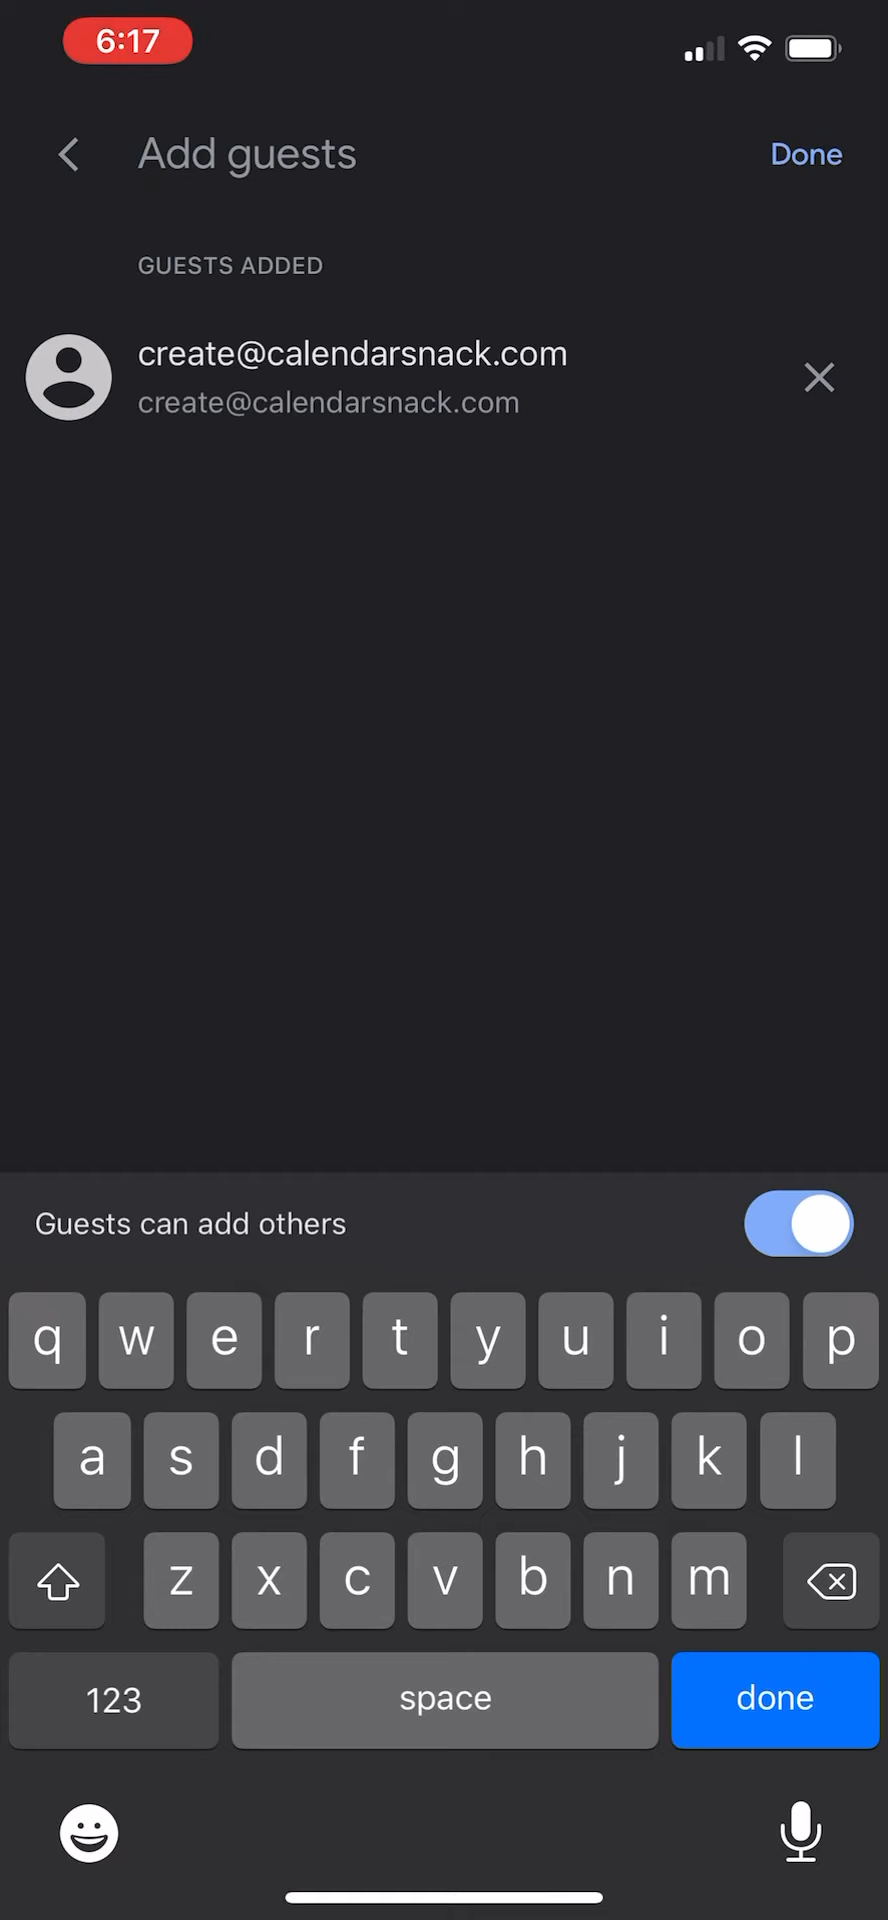 6:17
Add guests
Done
GUESTS ADDED
create@calendarsnack.com
create@calendarsnack.com
Guests can add others
q w e r t y u i o p
a s d f g h j k l
z x c v b n m
123 space done